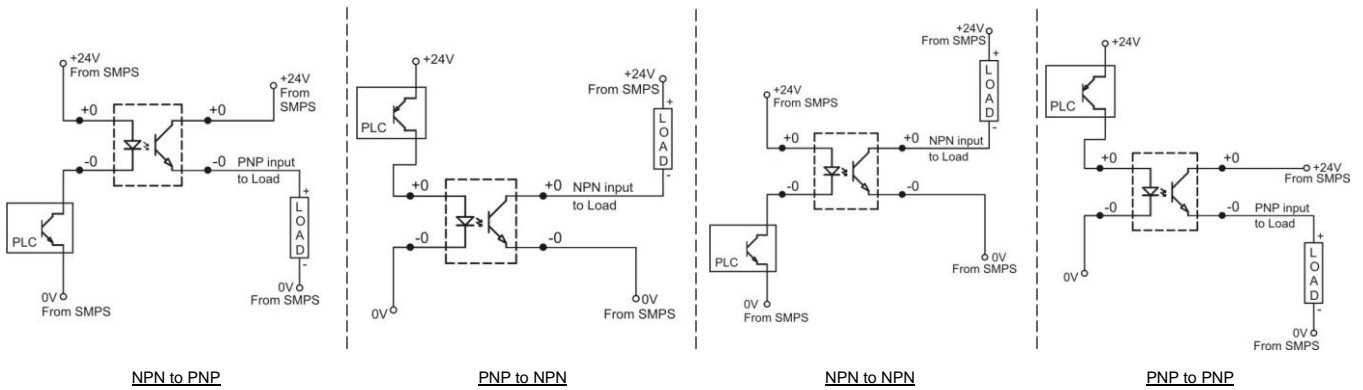 +24V
From SMPS
+24V
From
SMPS
+0
+0
-0
-0
PNP input
to Load
PLC
+
LOAD
-
0V
From SMPS
0V
From SMPS
NPN to PNP
+24V
PLC
+24V
From SMPS
+
LOAD
-
+0
+0
NPN input
to Load
-0
-0
0V
0V
From SMPS
PNP to NPN
+24V
From SMPS
+
LOAD
-
+24V
From SMPS
+0
+0
NPN input
to Load
-0
-0
PLC
0V
From SMPS
0V
From SMPS
NPN to NPN
+24V
PLC
+0
+0
+24V
From SMPS
-0
-0
PNP input
to Load
0V
+
LOAD
-
0V
From SMPS
PNP to PNP